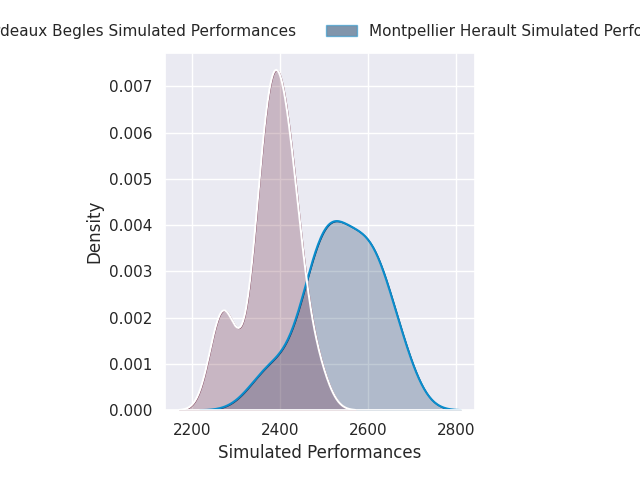 deaux Begles Simulated Performances Montpellier Herault Simulated Perfo
0.007
0.006
0.005
0.004
0.003
0.002
0.001
0.000
Density
2200 2400 2600 2800
Simulated Performances